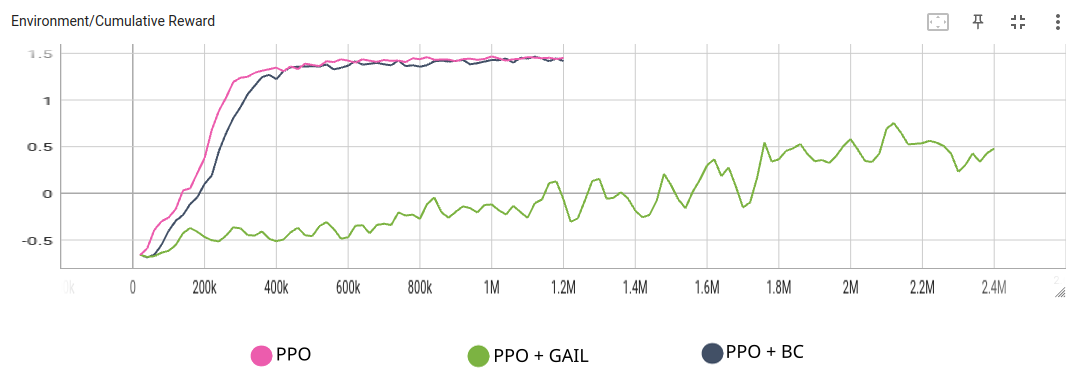 Environment/Cumulative Reward
1.5
1
0.5
0
-0.5
0 200k 400k 600k 800k 1M 1.2M 1.4M 1.6M 1.8M 2M 2.2M 2.4M
PPO PPO + GAIL PPO + BC